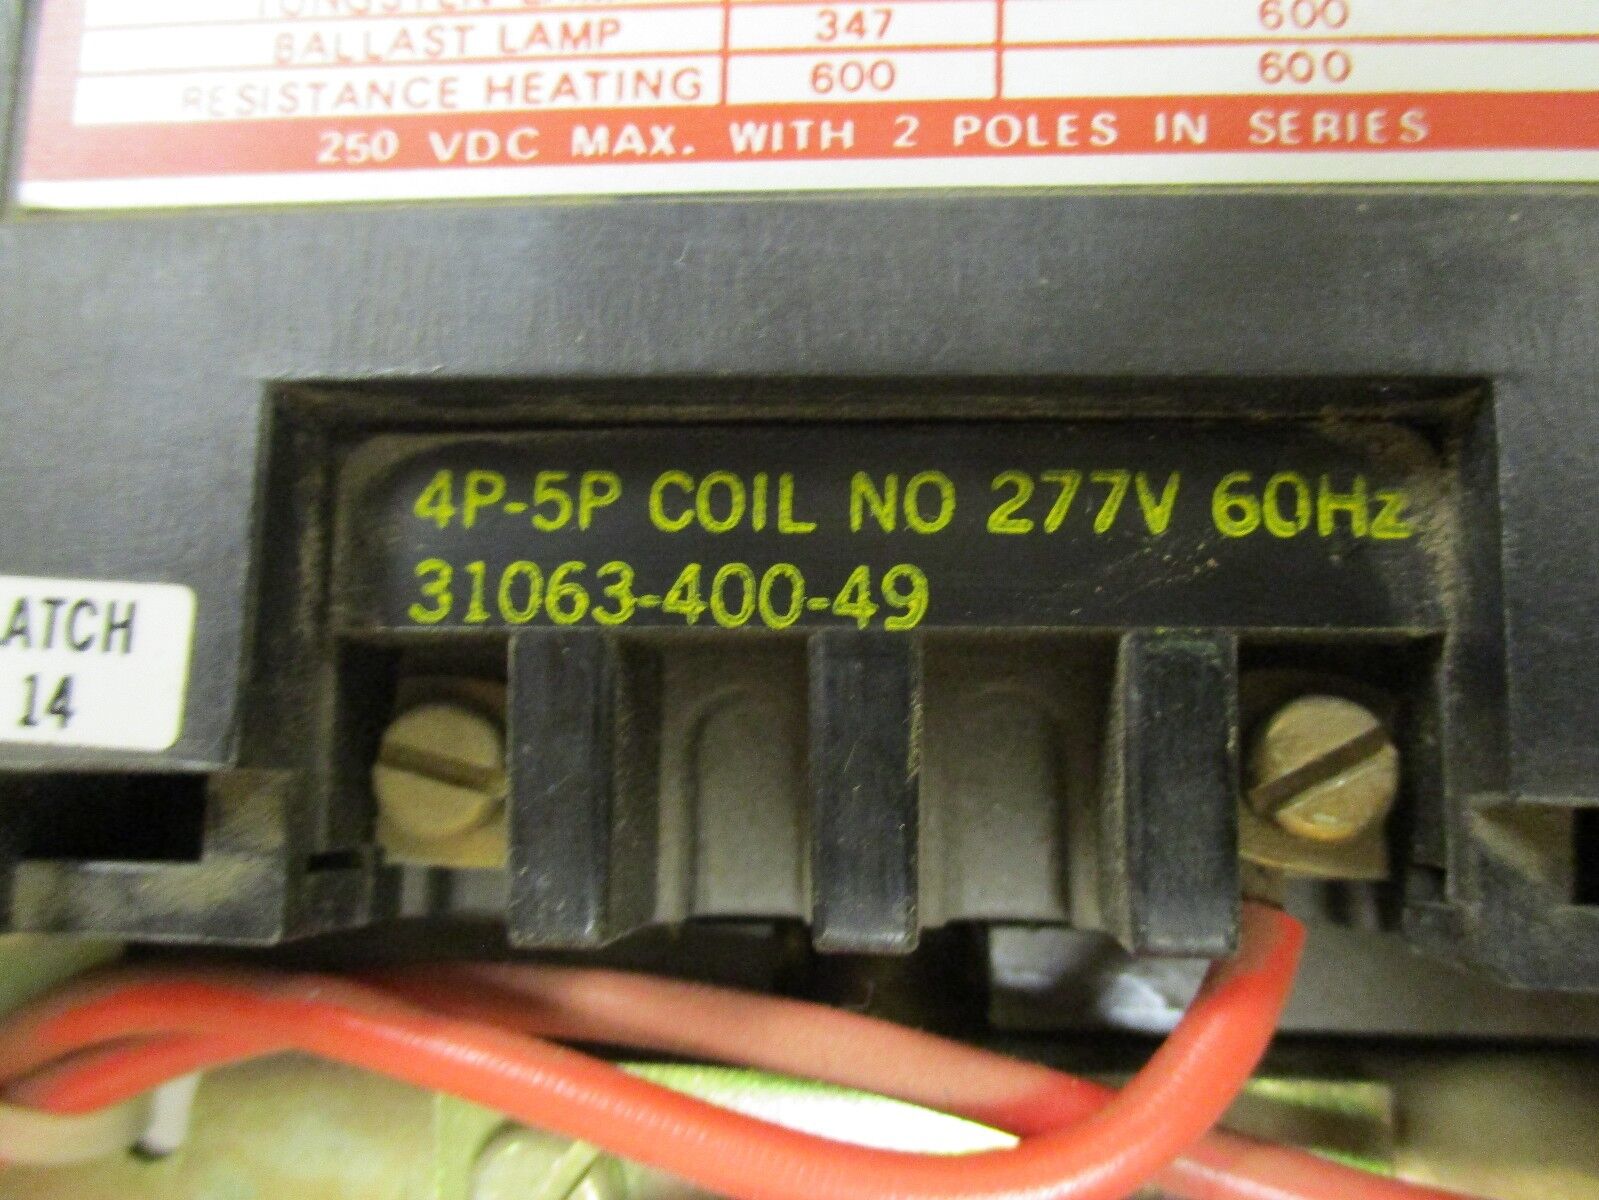 TUNGSTEN
BALLAST LAMP 347 600
RESISTANCE HEATING 600 600
250 VDC MAX. WITH 2 POLES IN SERIES
4P-5P COIL NO 277V 60Hz
31063-400-49
ATCH
14